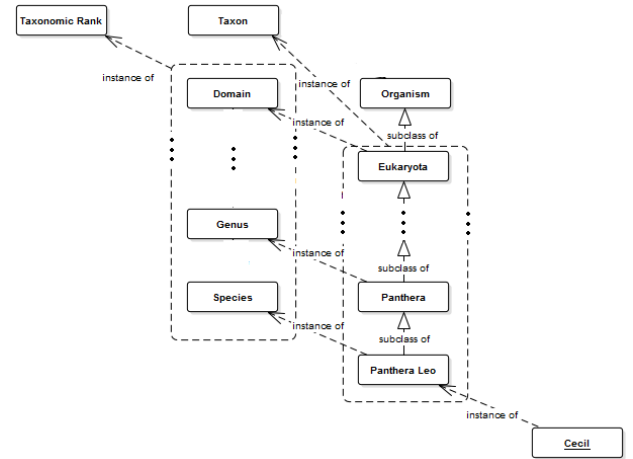 Taxonomic Rank
Taxon
instance of
instance of
Domain
Organism
instance of
subclass of
Eukaryota
Genus
instance of
subclass of
Species
Panthera
instance of
subclass of
Panthera Leo
instance of
Cecil